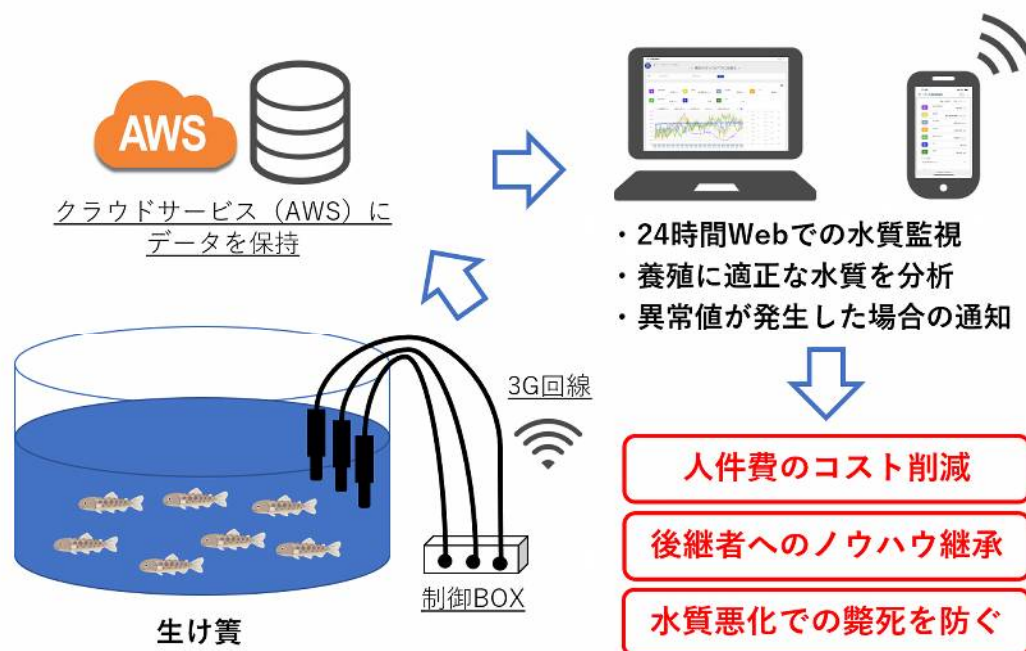 AWS
クラウドサービス（AWS）に
データを保持
・24時間Webでの水質監視
・養殖に適正な水質を分析
・異常値が発生した場合の通知
3G回線
制御BOX
生け簀
人件費のコスト削減
後継者へのノウハウ継承
水質悪化での斃死を防ぐ